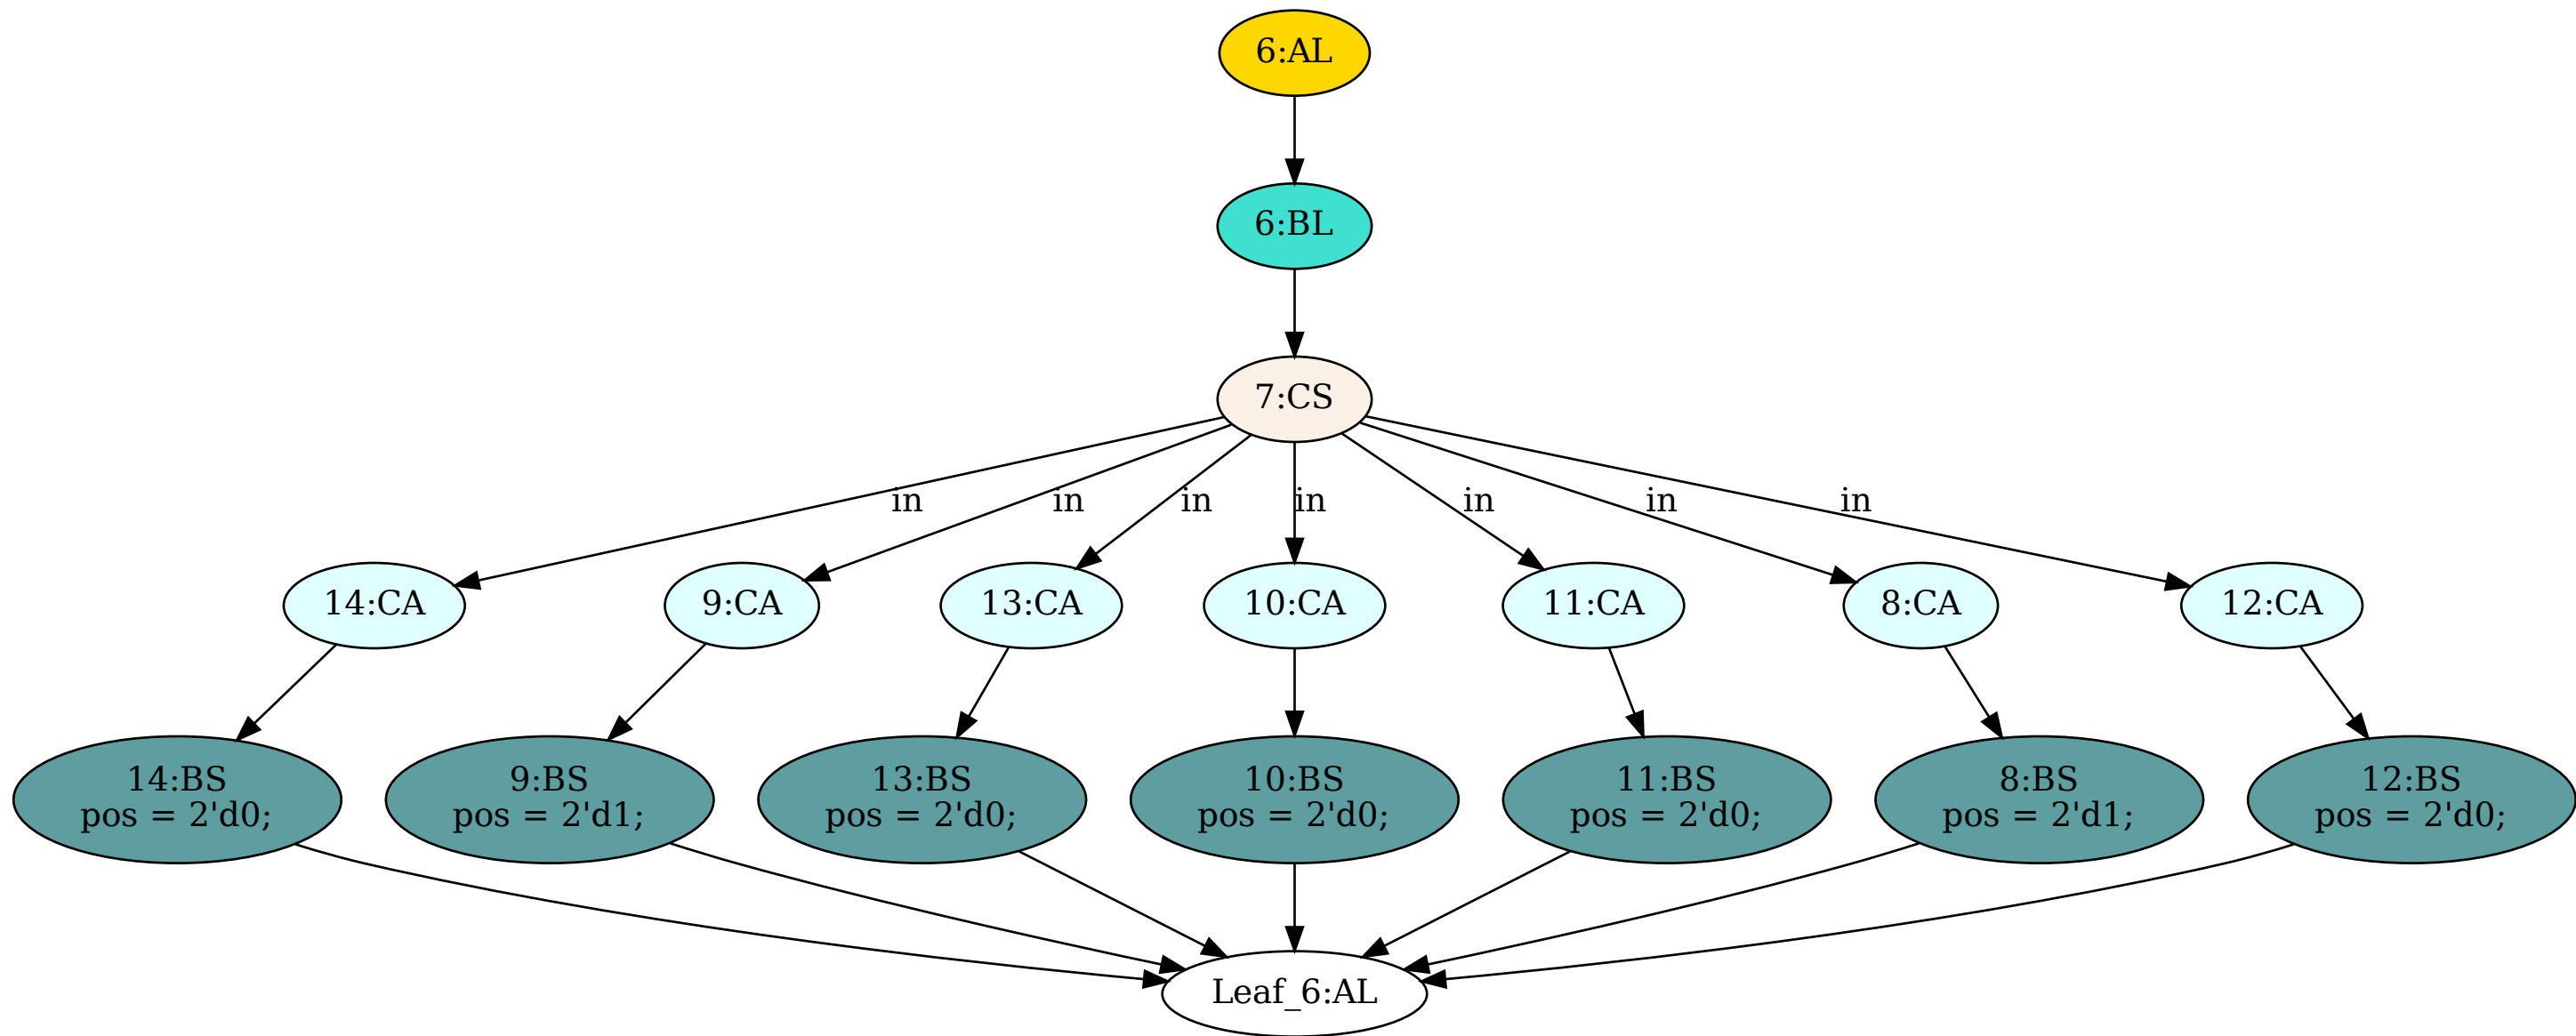 6:AL
6:BL
7:CS
in in in in in in in
14:CA 9:CA 13:CA 10:CA 11:CA 8:CA 12:CA
14:BS 9:BS 13:BS 10:BS 11:BS 8:BS 12:BS
pos = 2'd0; pos = 2'd1; pos = 2'd0; pos = 2'd0; pos = 2'd0; pos = 2'd1; pos = 2'd0;
Leaf_6:AL